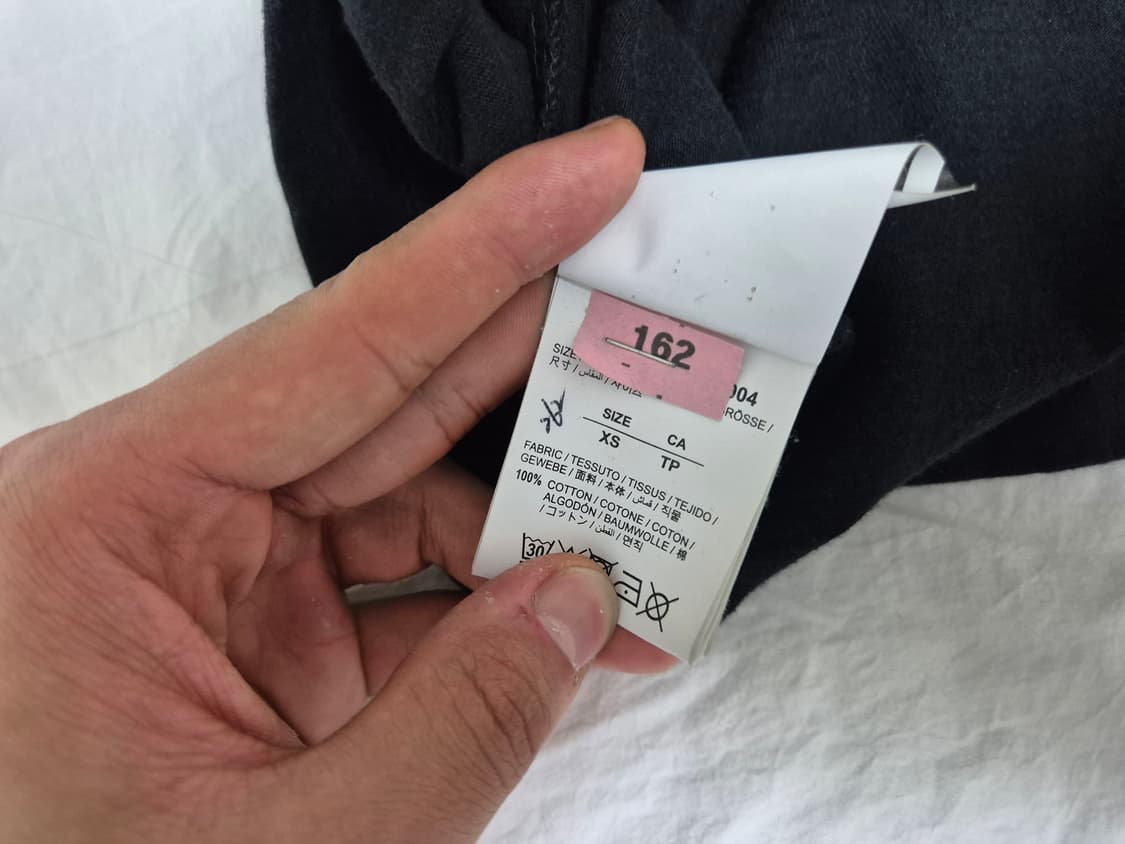 162
904
SIZE
RÖSSE /
尺寸 / المقاس / 사이즈
SIZE CA
XS TP
FABRIC / TESSUTO / TISSUS / TEJIDO /
GEWEBE / 面料 / 本体 / قماش / 직물
100% COTTON / COTONE / COTON /
ALGODÓN / BAUMWOLLE / 棉
/ コットン / القطن / 면직
30
P